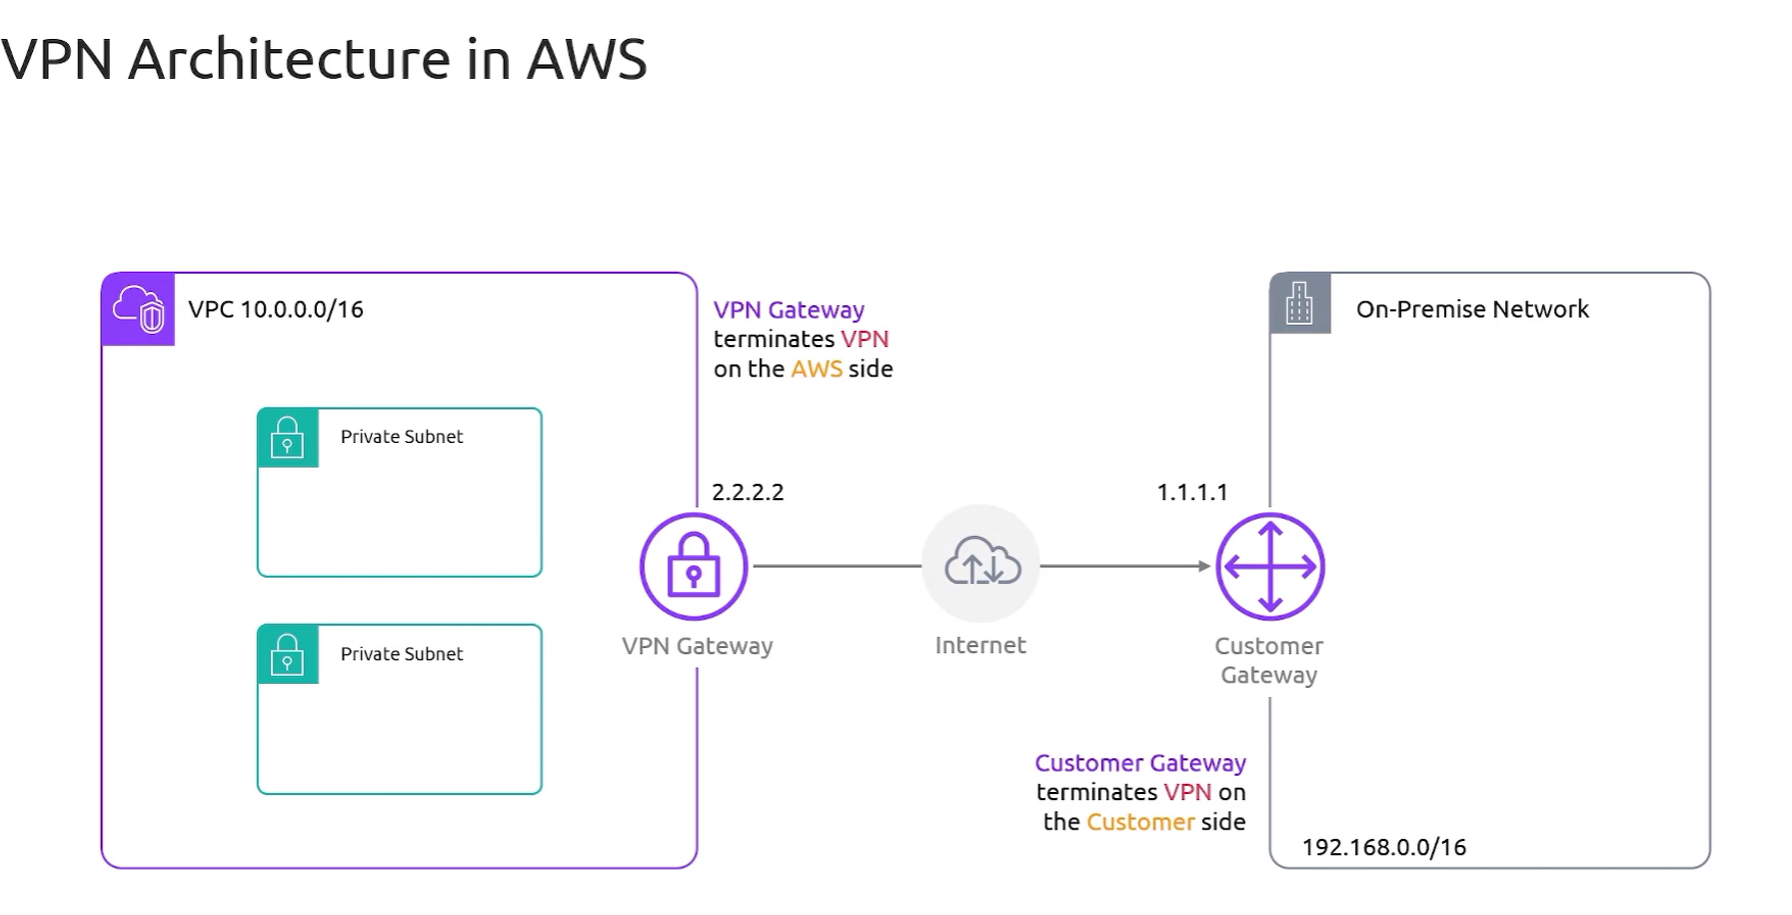 VPN Architecture in AWS
VPC 10.0.0.0/16
VPN Gateway
terminates VPN
on the AWS side
On-Premise Network
Private Subnet
2.2.2.2
1.1.1.1
VPN Gateway
Internet
Customer
Gateway
Private Subnet
Customer Gateway
terminates VPN on
the Customer side
192.168.0.0/16